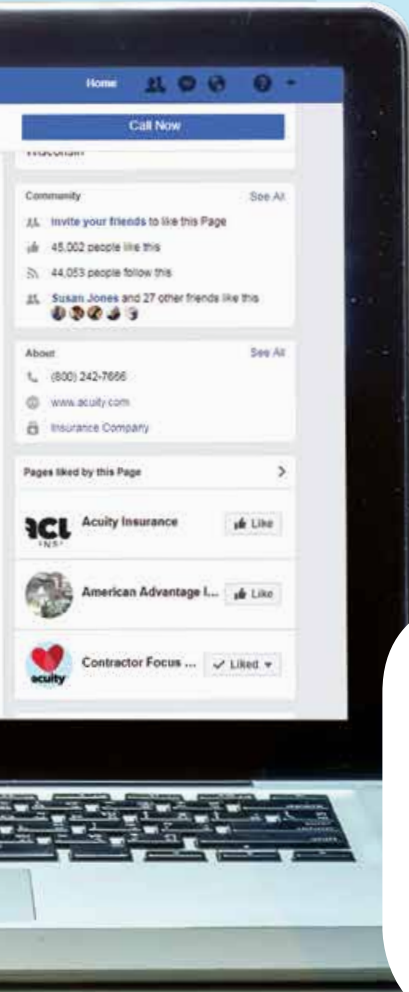 Home
Call Now
Wisconsin
Community See All
Invite your friends to like this Page
45,002 people like this
44,053 people follow this
Susan Jones and 27 other friends like this
About See All
(800) 242-7666
www.acuity.com
Insurance Company
Pages liked by this Page
ACU
INS
Acuity Insurance
Like
American Advantage I...
Like
acuity
Contractor Focus ...
Liked